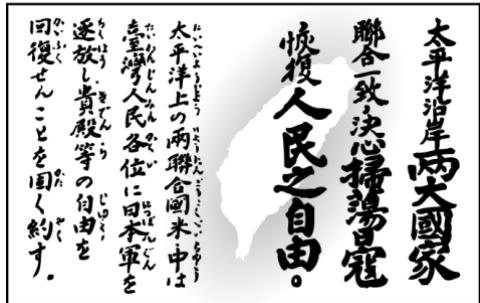 太平洋沿岸兩大國家
聯合一致決心掃蕩日寇
恢復人民之自由。
太平洋上の兩聯合國米・中は
臺灣人民各位に日本軍を
逐放し貴殿等の自由を
回復せんことを固く約す。